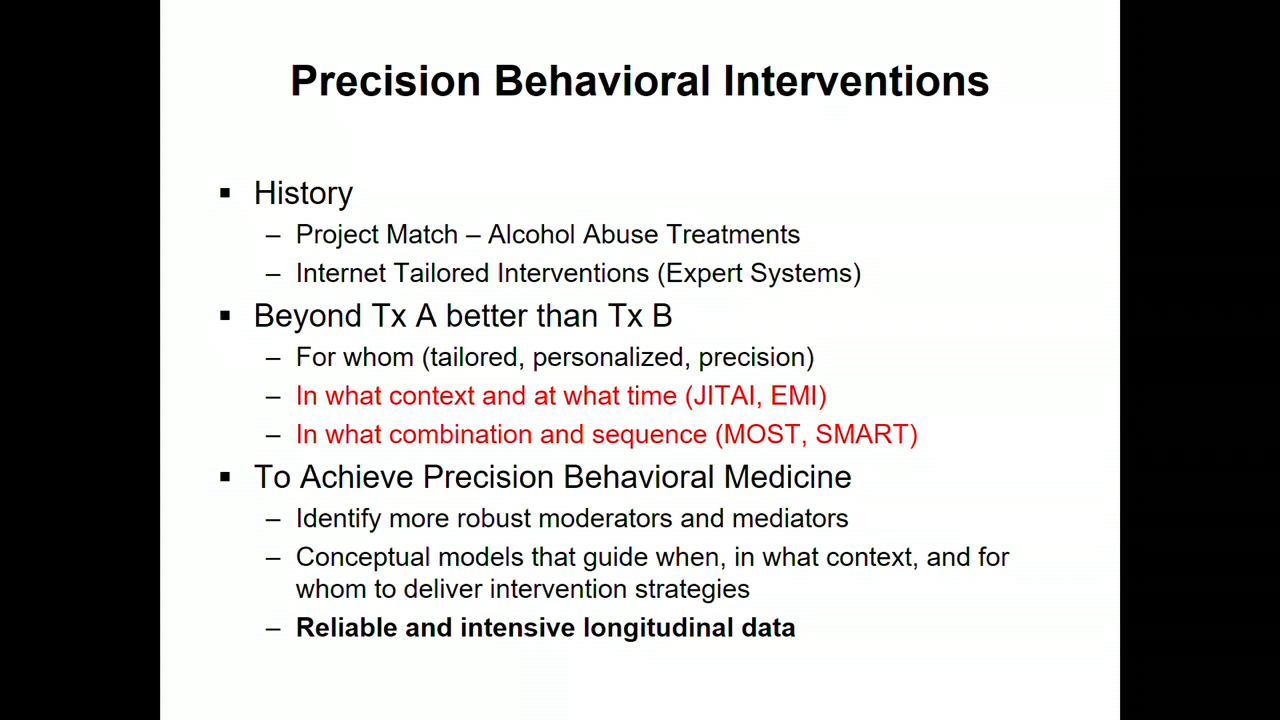 Precision Behavioral Interventions
▪ History
– Project Match – Alcohol Abuse Treatments
– Internet Tailored Interventions (Expert Systems)
▪ Beyond Tx A better than Tx B
– For whom (tailored, personalized, precision)
– In what context and at what time (JITAI, EMI)
– In what combination and sequence (MOST, SMART)
▪ To Achieve Precision Behavioral Medicine
– Identify more robust moderators and mediators
– Conceptual models that guide when, in what context, and for
whom to deliver intervention strategies
– Reliable and intensive longitudinal data